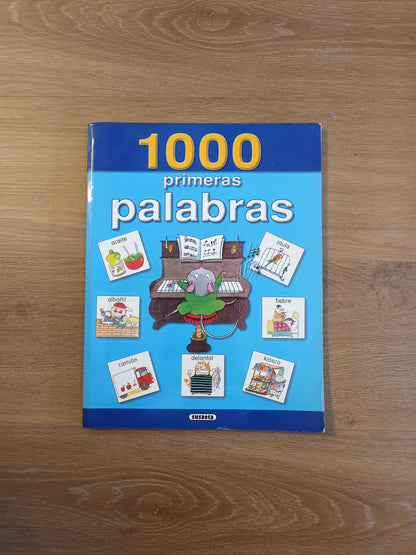 1000
primeras
palabras
aceite
jaula
albañil
fiebre
camión
delantal
kiosco
susaeta